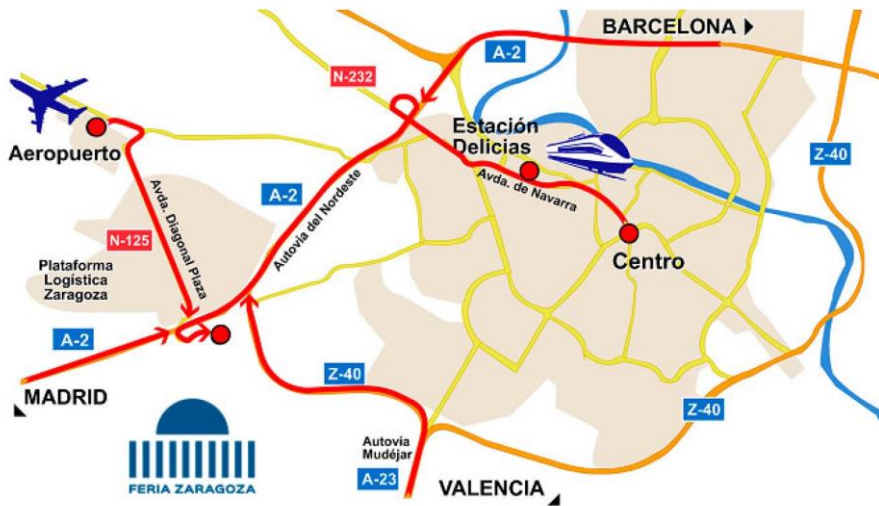 BARCELONA
A-2
N-232
Estación
Delicias
Aeropuerto
Z-40
A-2
Avda. de Navarra
Autovía del Nordeste
Avda. Diagonal Plaza
N-125
Centro
Plataforma
Logística
Zaragoza
A-2
MADRID
Z-40
Z-40
Autovía
Mudéjar
A-23
VALENCIA
FERIA ZARAGOZA